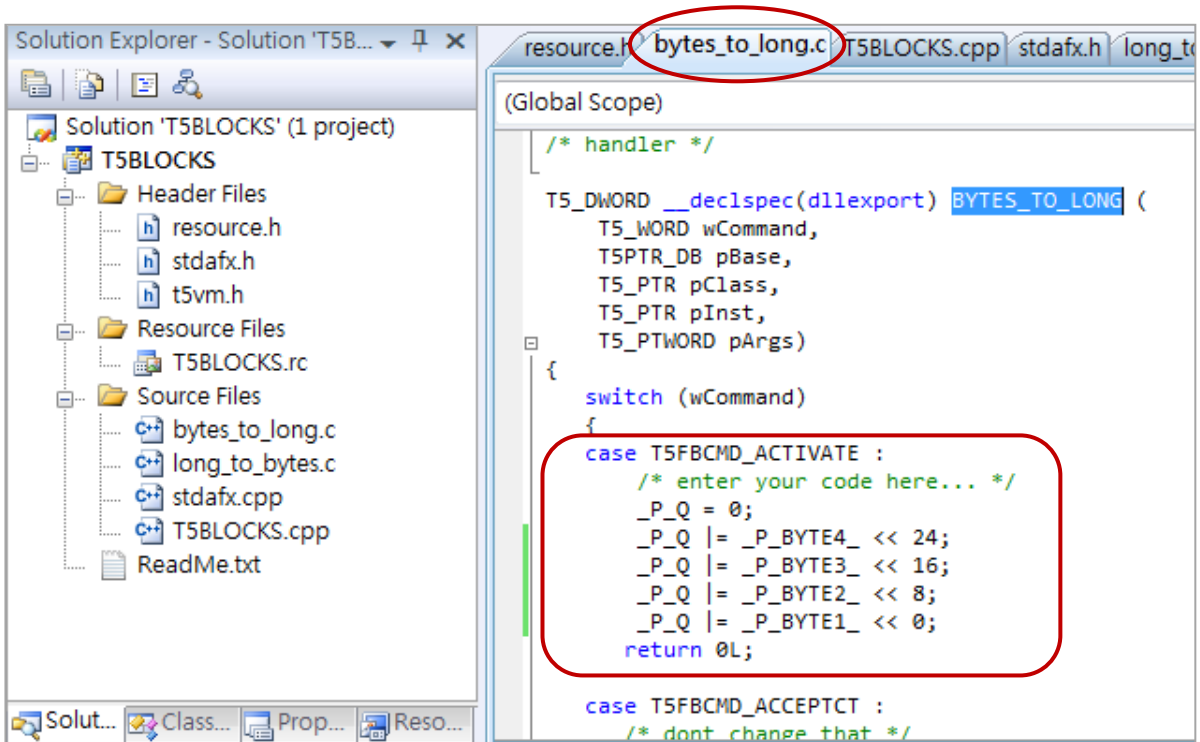 Solution Explorer - Solution 'T5B...
Solution 'T5BLOCKS' (1 project)
T5BLOCKS
Header Files
resource.h
stdafx.h
t5vm.h
Resource Files
T5BLOCKS.rc
Source Files
bytes_to_long.c
long_to_bytes.c
stdafx.cpp
T5BLOCKS.cpp
ReadMe.txt
Solut... Class... Prop... Reso...
resource.h bytes_to_long.c T5BLOCKS.cpp stdafx.h
(Global Scope)
/* handler */
T5_DWORD __declspec(dllexport) BYTES_TO_LONG (
T5_WORD wCommand,
T5PTR_DB pBase,
T5_PTR pClass,
T5_PTR pInst,
T5_PTWORD pArgs)
{
switch (wCommand)
{
case T5FBCMD_ACTIVATE :
/* enter your code here... */
_P_Q = 0;
_P_Q |= _P_BYTE4_ << 24;
_P_Q |= _P_BYTE3_ << 16;
_P_Q |= _P_BYTE2_ << 8;
_P_Q |= _P_BYTE1_ << 0;
return 0L;
case T5FBCMD_ACCEPTCT :
/* dont change that */